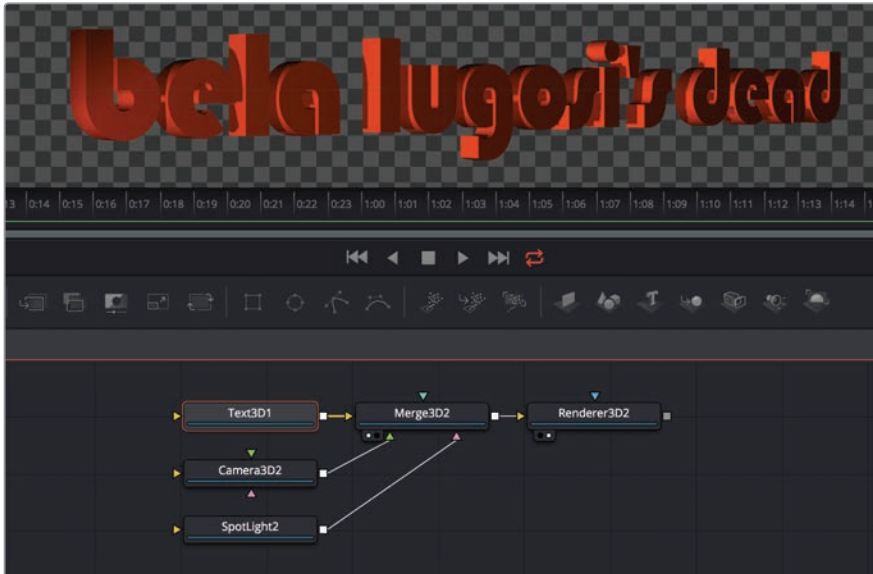 bela lugosi's dead
13 0:14 0:15 0:16 0:17 0:18 0:19 0:20 0:21 0:22 0:23 1:00 1:01 1:02 1:03 1:04 1:05 1:06 1:07 1:08 1:09 1:10 1:11 1:12 1:13 1:14 1
Text3D1 Merge3D2 Renderer3D2
Camera3D2
SpotLight2